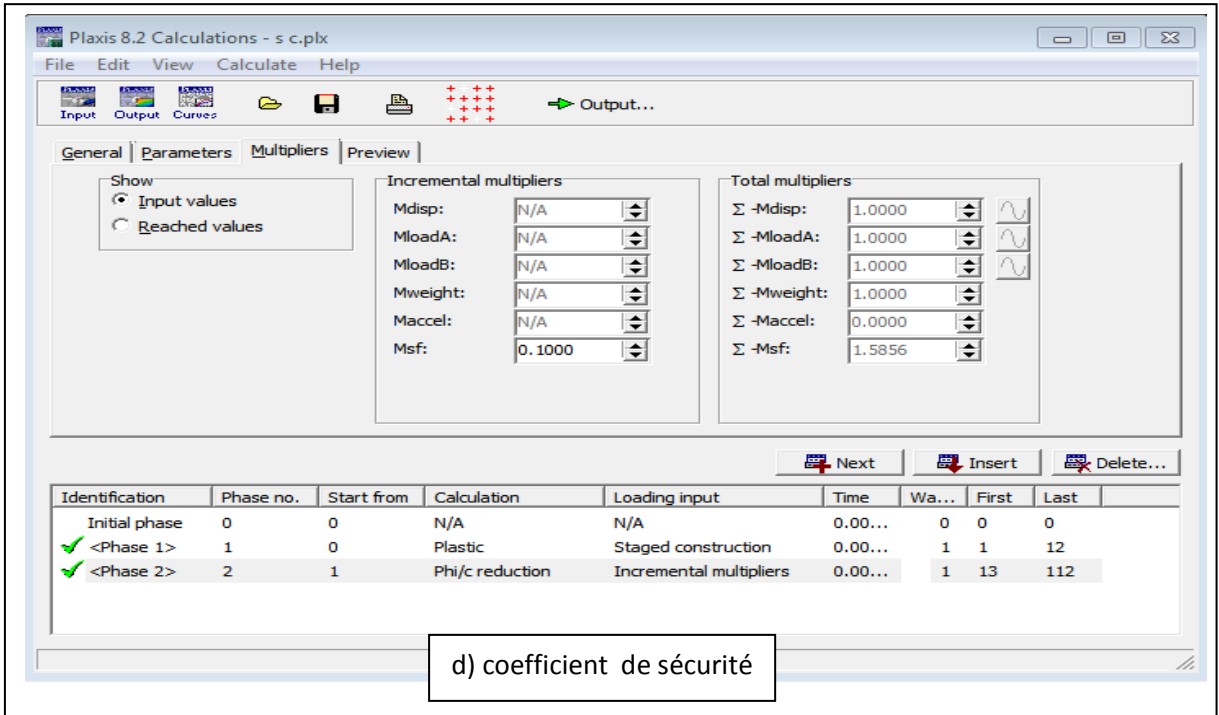 Plaxis 8.2 Calculations - s c.plx
File Edit View Calculate Help
Input Output Curves Output...
General Parameters Multipliers Preview
Show Incremental multipliers Total multipliers
Input values Mdisp: N/A Σ -Mdisp: 1.0000
Reached values MloadA: N/A Σ -MloadA: 1.0000
MloadB: N/A Σ -MloadB: 1.0000
Mweight: N/A Σ -Mweight: 1.0000
Maccel: N/A Σ -Maccel: 0.0000
Msf: 0.1000 Σ -Msf: 1.5856
Next Insert Delete...
Identification Phase no. Start from Calculation Loading input Time Wa... First Last
Initial phase 0 0 N/A N/A 0.00... 0 0 0
<Phase 1> 1 0 Plastic Staged construction 0.00... 1 1 12
<Phase 2> 2 1 Phi/c reduction Incremental multipliers 0.00... 1 13 112
d) coefficient de sécurité